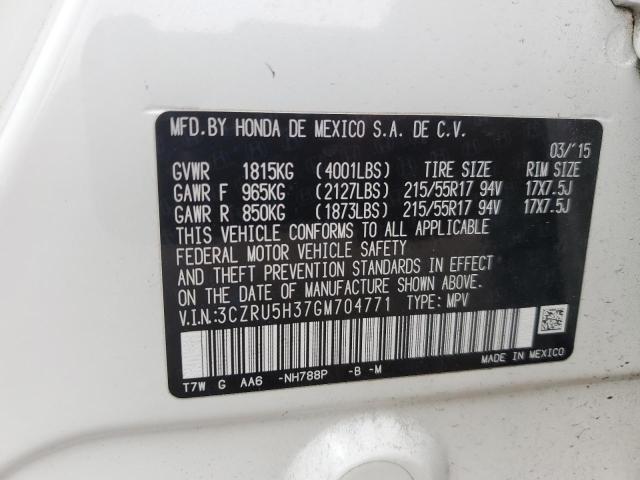 MFD.BY HONDA DE MEXICO S.A. DE C.V.
03/'15
GVWR 1815KG (4001LBS) TIRE SIZE RIM SIZE
GAWR F 965KG (2127LBS) 215/55R17 94V 17X7.5J
GAWR R 850KG (1873LBS) 215/55R17 94V 17X7.5J
THIS VEHICLE CONFORMS TO ALL APPLICABLE
FEDERAL MOTOR VEHICLE SAFETY
AND THEFT PREVENTION STANDARDS IN EFFECT
ON THE DATE OF MANUFACTURE SHOWN ABOVE.
V.I.N.:3CZRU5H37GM704771 TYPE: MPV
MADE IN MEXICO
T7W G AA6 -NH788P -B -M